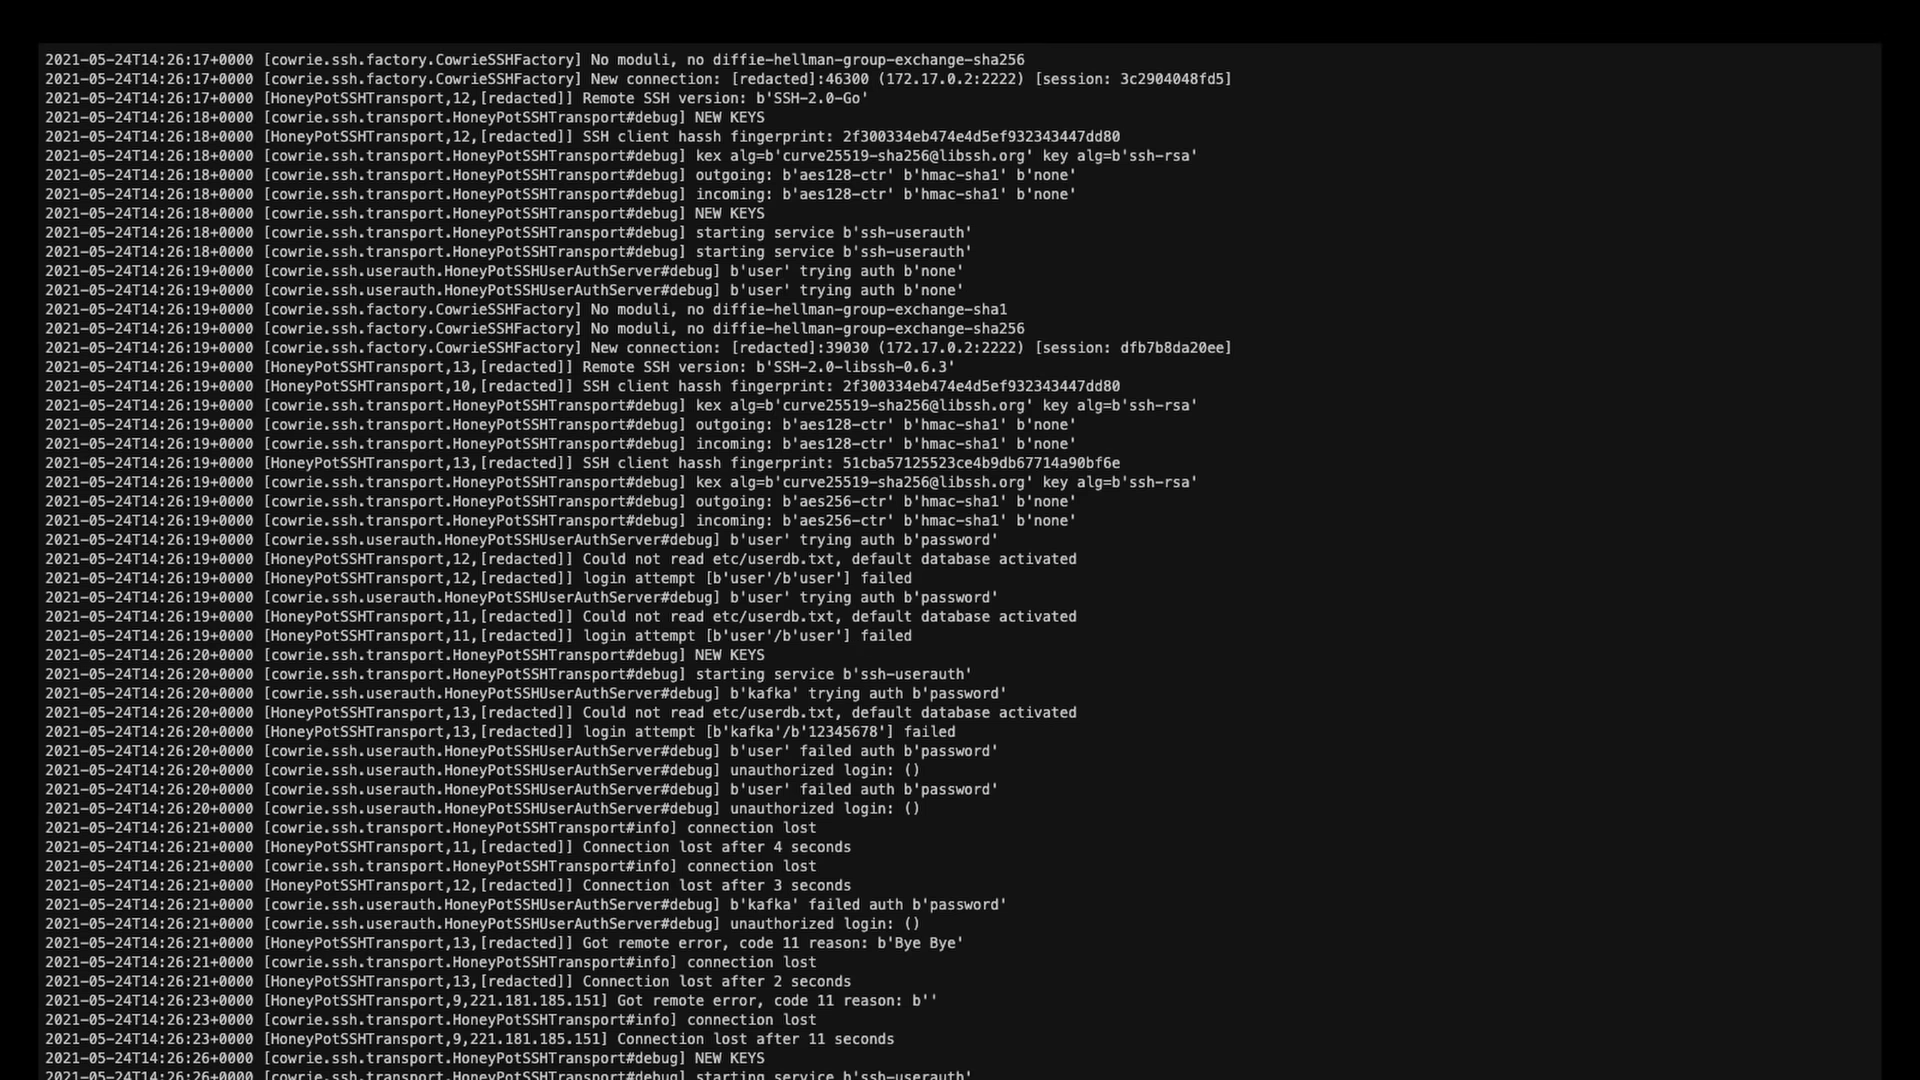 2021-05-24T14:26:17+0000 [cowrie.ssh.factory.CowrieSSHFactory] No moduli, no diffie-hellman-group-exchange-sha256
2021-05-24T14:26:17+0000 [cowrie.ssh.factory.CowrieSSHFactory] New connection: [redacted]:46300 (172.17.0.2:2222) [session: 3c2904048fd5]
2021-05-24T14:26:17+0000 [HoneyPotSSHTransport,12,[redacted]] Remote SSH version: b'SSH-2.0-Go'
2021-05-24T14:26:18+0000 [cowrie.ssh.transport.HoneyPotSSHTransport#debug] NEW KEYS
2021-05-24T14:26:18+0000 [HoneyPotSSHTransport,12,[redacted]] SSH client hassh fingerprint: 2f300334eb474e4d5ef932343447dd80
2021-05-24T14:26:18+0000 [cowrie.ssh.transport.HoneyPotSSHTransport#debug] kex alg=b'curve25519-sha256@libssh.org' key alg=b'ssh-rsa'
2021-05-24T14:26:18+0000 [cowrie.ssh.transport.HoneyPotSSHTransport#debug] outgoing: b'aes128-ctr' b'hmac-sha1' b'none'
2021-05-24T14:26:18+0000 [cowrie.ssh.transport.HoneyPotSSHTransport#debug] incoming: b'aes128-ctr' b'hmac-sha1' b'none'
2021-05-24T14:26:18+0000 [cowrie.ssh.transport.HoneyPotSSHTransport#debug] NEW KEYS
2021-05-24T14:26:18+0000 [cowrie.ssh.transport.HoneyPotSSHTransport#debug] starting service b'ssh-userauth'
2021-05-24T14:26:18+0000 [cowrie.ssh.transport.HoneyPotSSHTransport#debug] starting service b'ssh-userauth'
2021-05-24T14:26:19+0000 [cowrie.ssh.userauth.HoneyPotSSHUserAuthServer#debug] b'user' trying auth b'none'
2021-05-24T14:26:19+0000 [cowrie.ssh.userauth.HoneyPotSSHUserAuthServer#debug] b'user' trying auth b'none'
2021-05-24T14:26:19+0000 [cowrie.ssh.factory.CowrieSSHFactory] No moduli, no diffie-hellman-group-exchange-sha1
2021-05-24T14:26:19+0000 [cowrie.ssh.factory.CowrieSSHFactory] No moduli, no diffie-hellman-group-exchange-sha256
2021-05-24T14:26:19+0000 [cowrie.ssh.factory.CowrieSSHFactory] New connection: [redacted]:39030 (172.17.0.2:2222) [session: dfb7b8da20ee]
2021-05-24T14:26:19+0000 [HoneyPotSSHTransport,13,[redacted]] Remote SSH version: b'SSH-2.0-libssh-0.6.3'
2021-05-24T14:26:19+0000 [HoneyPotSSHTransport,10,[redacted]] SSH client hassh fingerprint: 2f300334eb474e4d5ef932343447dd80
2021-05-24T14:26:19+0000 [cowrie.ssh.transport.HoneyPotSSHTransport#debug] kex alg=b'curve25519-sha256@libssh.org' key alg=b'ssh-rsa'
2021-05-24T14:26:19+0000 [cowrie.ssh.transport.HoneyPotSSHTransport#debug] outgoing: b'aes128-ctr' b'hmac-sha1' b'none'
2021-05-24T14:26:19+0000 [cowrie.ssh.transport.HoneyPotSSHTransport#debug] incoming: b'aes128-ctr' b'hmac-sha1' b'none'
2021-05-24T14:26:19+0000 [HoneyPotSSHTransport,13,[redacted]] SSH client hassh fingerprint: 51cba57125523ce4b9db67714a90bf6e
2021-05-24T14:26:19+0000 [cowrie.ssh.transport.HoneyPotSSHTransport#debug] kex alg=b'curve25519-sha256@libssh.org' key alg=b'ssh-rsa'
2021-05-24T14:26:19+0000 [cowrie.ssh.transport.HoneyPotSSHTransport#debug] outgoing: b'aes256-ctr' b'hmac-sha1' b'none'
2021-05-24T14:26:19+0000 [cowrie.ssh.transport.HoneyPotSSHTransport#debug] incoming: b'aes256-ctr' b'hmac-sha1' b'none'
2021-05-24T14:26:19+0000 [cowrie.ssh.userauth.HoneyPotSSHUserAuthServer#debug] b'user' trying auth b'password'
2021-05-24T14:26:19+0000 [HoneyPotSSHTransport,12,[redacted]] Could not read etc/userdb.txt, default database activated
2021-05-24T14:26:19+0000 [HoneyPotSSHTransport,12,[redacted]] login attempt [b'user'/b'user'] failed
2021-05-24T14:26:19+0000 [cowrie.ssh.userauth.HoneyPotSSHUserAuthServer#debug] b'user' trying auth b'password'
2021-05-24T14:26:19+0000 [HoneyPotSSHTransport,11,[redacted]] Could not read etc/userdb.txt, default database activated
2021-05-24T14:26:19+0000 [HoneyPotSSHTransport,11,[redacted]] login attempt [b'user'/b'user'] failed
2021-05-24T14:26:20+0000 [cowrie.ssh.transport.HoneyPotSSHTransport#debug] NEW KEYS
2021-05-24T14:26:20+0000 [cowrie.ssh.transport.HoneyPotSSHTransport#debug] starting service b'ssh-userauth'
2021-05-24T14:26:20+0000 [cowrie.ssh.userauth.HoneyPotSSHUserAuthServer#debug] b'kafka' trying auth b'password'
2021-05-24T14:26:20+0000 [HoneyPotSSHTransport,13,[redacted]] Could not read etc/userdb.txt, default database activated
2021-05-24T14:26:20+0000 [HoneyPotSSHTransport,13,[redacted]] login attempt [b'kafka'/b'12345678'] failed
2021-05-24T14:26:20+0000 [cowrie.ssh.userauth.HoneyPotSSHUserAuthServer#debug] b'user' failed auth b'password'
2021-05-24T14:26:20+0000 [cowrie.ssh.userauth.HoneyPotSSHUserAuthServer#debug] unauthorized login: ()
2021-05-24T14:26:20+0000 [cowrie.ssh.userauth.HoneyPotSSHUserAuthServer#debug] b'user' failed auth b'password'
2021-05-24T14:26:20+0000 [cowrie.ssh.userauth.HoneyPotSSHUserAuthServer#debug] unauthorized login: ()
2021-05-24T14:26:21+0000 [cowrie.ssh.transport.HoneyPotSSHTransport#info] connection lost
2021-05-24T14:26:21+0000 [HoneyPotSSHTransport,11,[redacted]] Connection lost after 4 seconds
2021-05-24T14:26:21+0000 [cowrie.ssh.transport.HoneyPotSSHTransport#info] connection lost
2021-05-24T14:26:21+0000 [HoneyPotSSHTransport,12,[redacted]] Connection lost after 3 seconds
2021-05-24T14:26:21+0000 [cowrie.ssh.userauth.HoneyPotSSHUserAuthServer#debug] b'kafka' failed auth b'password'
2021-05-24T14:26:21+0000 [cowrie.ssh.userauth.HoneyPotSSHUserAuthServer#debug] unauthorized login: ()
2021-05-24T14:26:21+0000 [HoneyPotSSHTransport,13,[redacted]] Got remote error, code 11 reason: b'Bye Bye'
2021-05-24T14:26:21+0000 [cowrie.ssh.transport.HoneyPotSSHTransport#info] connection lost
2021-05-24T14:26:21+0000 [HoneyPotSSHTransport,13,[redacted]] Connection lost after 2 seconds
2021-05-24T14:26:23+0000 [HoneyPotSSHTransport,9,221.181.185.151] Got remote error, code 11 reason: b''
2021-05-24T14:26:23+0000 [cowrie.ssh.transport.HoneyPotSSHTransport#info] connection lost
2021-05-24T14:26:23+0000 [HoneyPotSSHTransport,9,221.181.185.151] Connection lost after 11 seconds
2021-05-24T14:26:26+0000 [cowrie.ssh.transport.HoneyPotSSHTransport#debug] NEW KEYS
2021-05-24T14:26:26+0000 [cowrie.ssh.transport.HoneyPotSSHTransport#debug] starting service b'ssh-userauth'